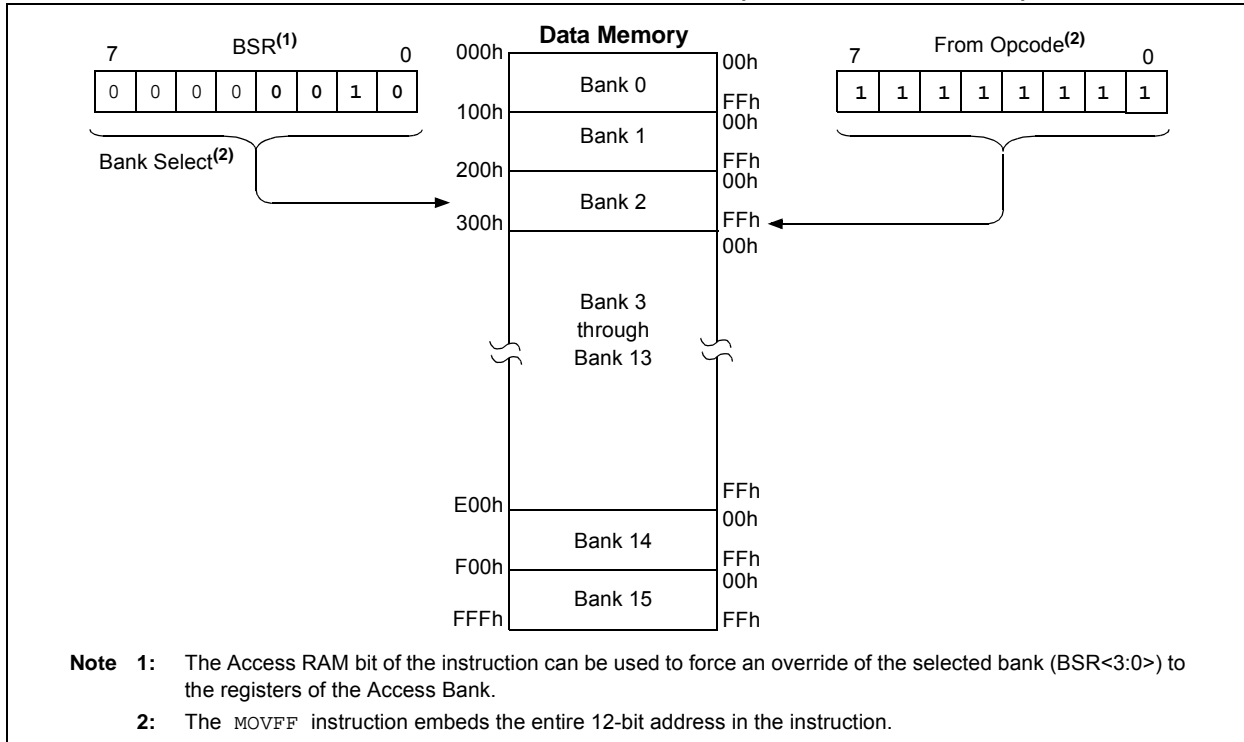 Data Memory
7 BSR(1) 0
0 0 0 0 0 0 1 0
Bank Select(2)
7 From Opcode(2) 0
1 1 1 1 1 1 1 1
000h Bank 0 00h
FFh
100h Bank 1 00h
FFh
200h Bank 2 00h
FFh
300h 00h
Bank 3
through
Bank 13
FFh
E00h Bank 14 00h
FFh
F00h Bank 15 00h
FFFh FFh
Note 1: The Access RAM bit of the instruction can be used to force an override of the selected bank (BSR<3:0>) to
the registers of the Access Bank.
2: The MOVFF instruction embeds the entire 12-bit address in the instruction.